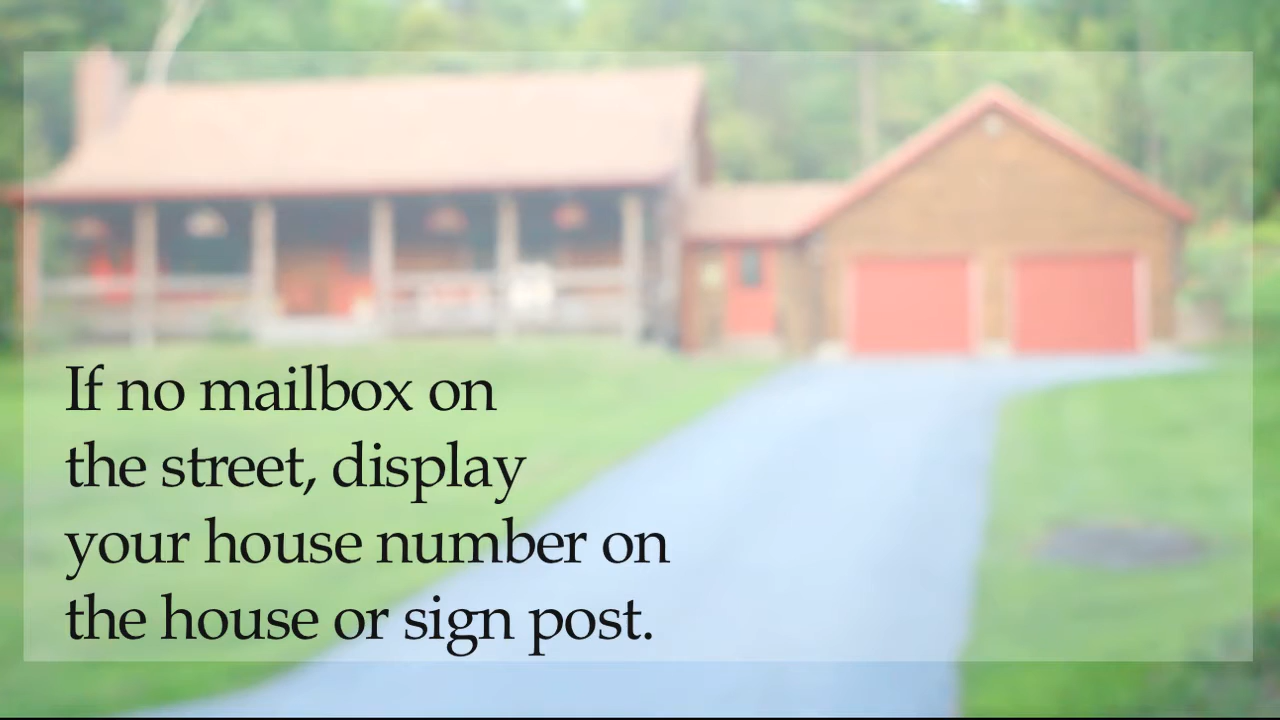 If no mailbox on
the street, display
your house number on
the house or sign post.